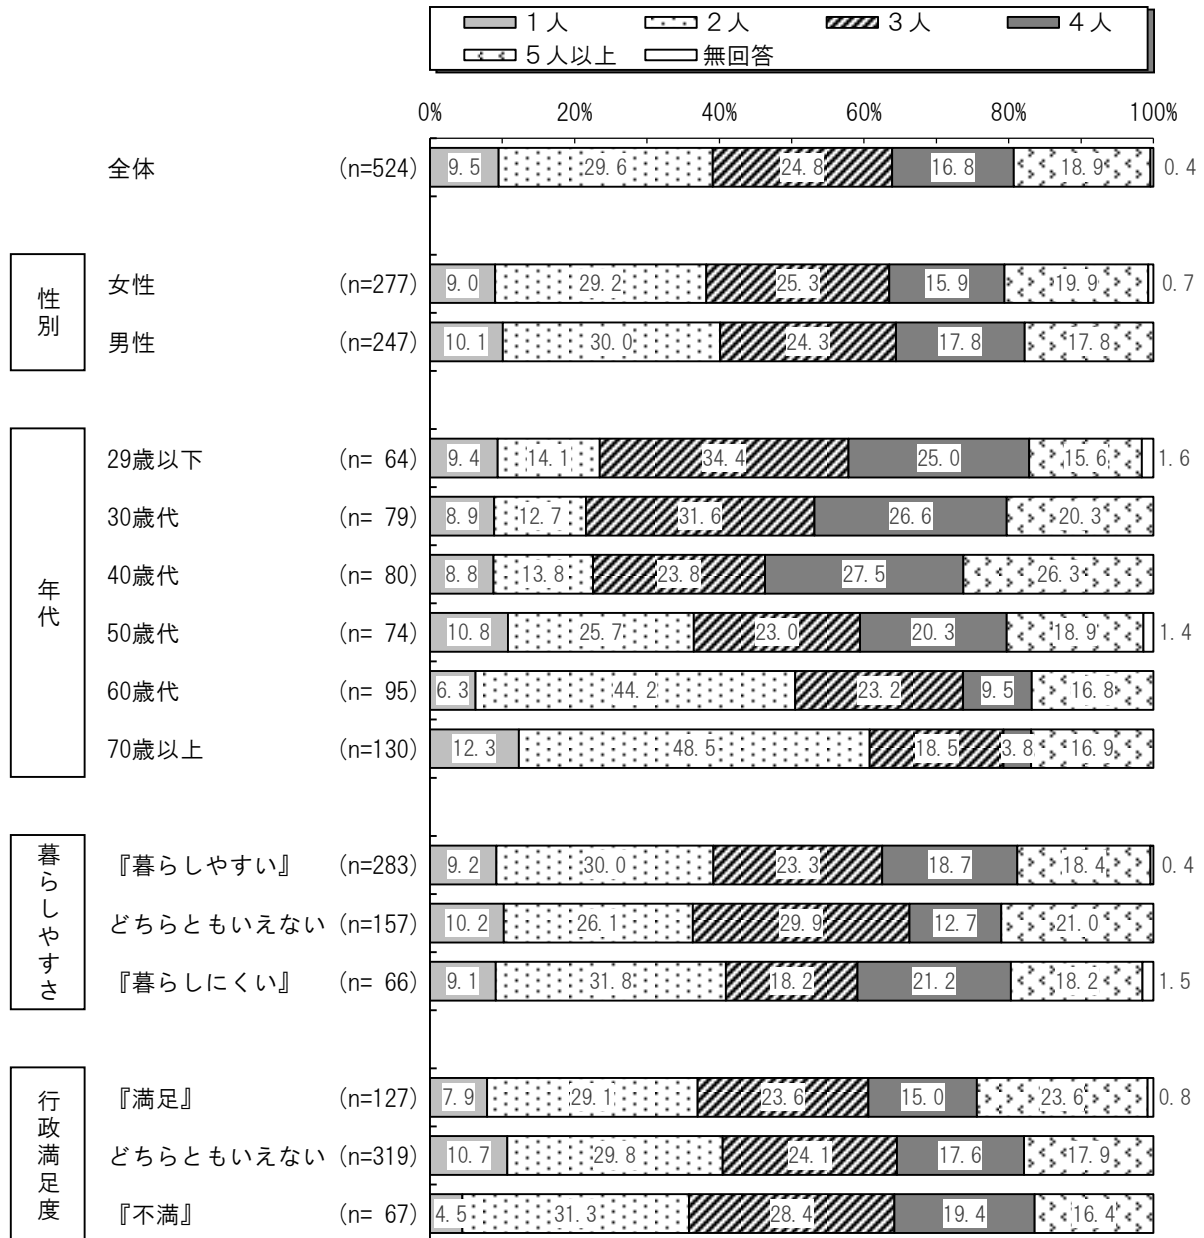 １人 ２人 ３人 ４人
５人以上 無回答
0% 20% 40% 60% 80% 100%
全体 (n=524) 9.5 29.6 24.8 16.8 18.9 0.4
性別
女性 (n=277) 9.0 29.2 25.3 15.9 19.9 0.7
男性 (n=247) 10.1 30.0 24.3 17.8 17.8
年代
29歳以下 (n= 64) 9.4 14.1 34.4 25.0 15.6 1.6
30歳代 (n= 79) 8.9 12.7 31.6 26.6 20.3
40歳代 (n= 80) 8.8 13.8 23.8 27.5 26.3
50歳代 (n= 74) 10.8 25.7 23.0 20.3 18.9 1.4
60歳代 (n= 95) 6.3 44.2 23.2 9.5 16.8
70歳以上 (n=130) 12.3 48.5 18.5 3.8 16.9
暮らしやすさ
『暮らしやすい』 (n=283) 9.2 30.0 23.3 18.7 18.4 0.4
どちらともいえない (n=157) 10.2 26.1 29.9 12.7 21.0
『暮らしにくい』 (n= 66) 9.1 31.8 18.2 21.2 18.2 1.5
行政満足度
『満足』 (n=127) 7.9 29.1 23.6 15.0 23.6 0.8
どちらともいえない (n=319) 10.7 29.8 24.1 17.6 17.9
『不満』 (n= 67) 4.5 31.3 28.4 19.4 16.4